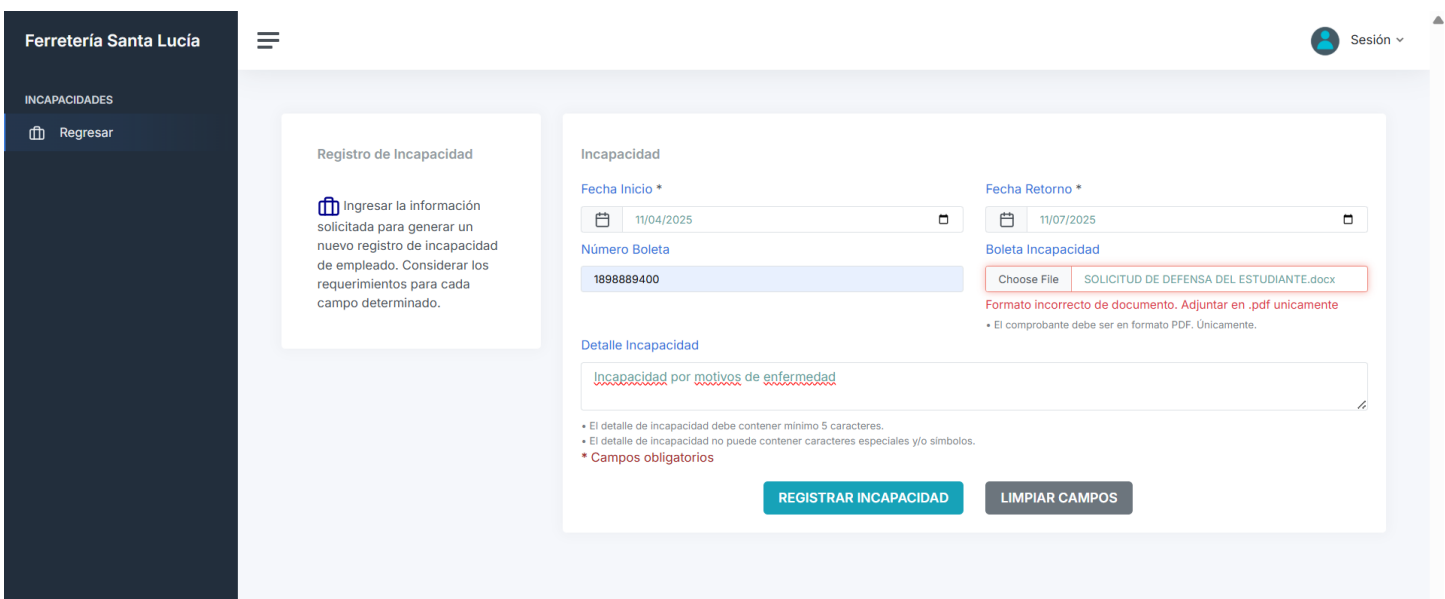 Ferretería Santa Lucía
Sesión
INCAPACIDADES
Regresar
Registro de Incapacidad
Ingresar la información
solicitada para generar un
nuevo registro de incapacidad
de empleado. Considerar los
requerimientos para cada
campo determinado.
Incapacidad
Fecha Inicio *
11/04/2025
Fecha Retorno *
11/07/2025
Número Boleta
1898889400
Boleta Incapacidad
Choose File SOLICITUD DE DEFENSA DEL ESTUDIANTE.docx
Formato incorrecto de documento. Adjuntar en .pdf unicamente
• El comprobante debe ser en formato PDF. Únicamente.
Detalle Incapacidad
Incapacidad por motivos de enfermedad
• El detalle de incapacidad debe contener mínimo 5 caracteres.
• El detalle de incapacidad no puede contener caracteres especiales y/o símbolos.
* Campos obligatorios
REGISTRAR INCAPACIDAD
LIMPIAR CAMPOS